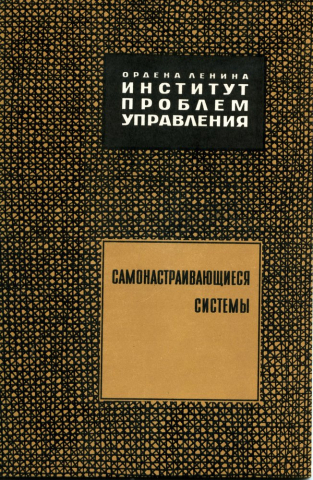 ОРДЕНА ЛЕНИНА
ИНСТИТУТ
ПРОБЛЕМ
УПРАВЛЕНИЯ
САМОНАСТРАИВАЮЩИЕСЯ
СИСТЕМЫ